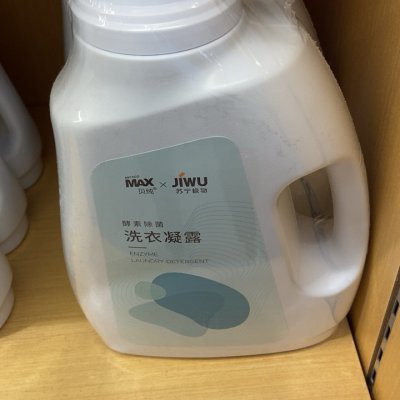 MAX × JIWU
贝纯® 苏宁极物
酵素除菌
洗衣凝露
ENZYME
LAUNDRY DETERGENT